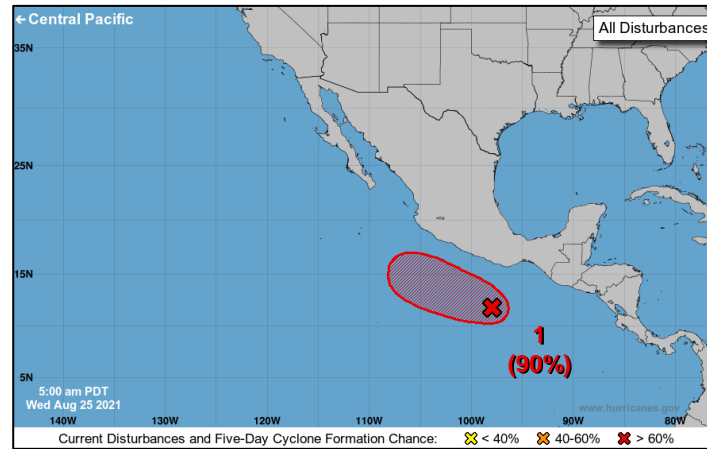 ← Central Pacific
All Disturbances
35N
25N
15N
5N
1
(90%)
5:00 am PDT
Wed Aug 25 2021
www.hurricanes.gov
140W 130W 120W 110W 100W 90W 80W
Current Disturbances and Five-Day Cyclone Formation Chance: < 40% 40-60% > 60%